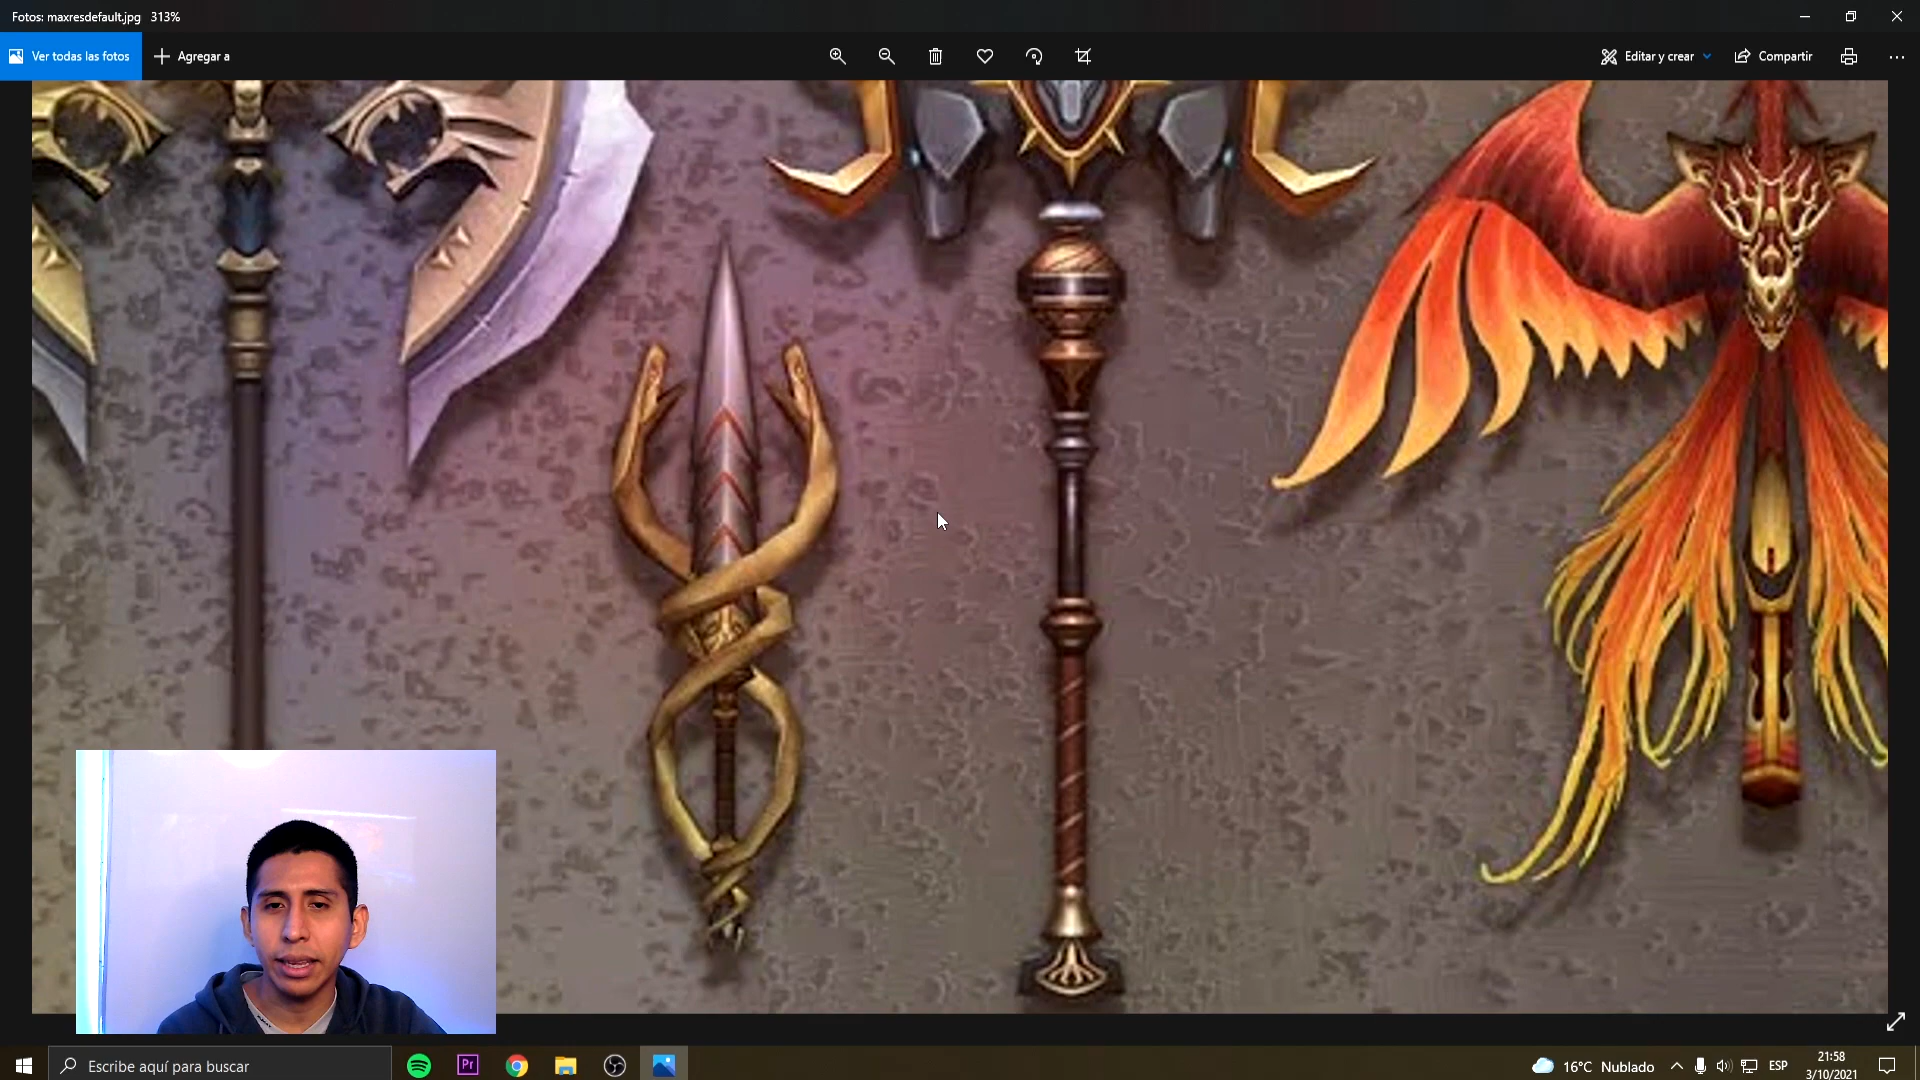 Fotos: maxresdefault.jpg 313%
Ver todas las fotos
Agregar a
Editar y crear
Compartir
Escribe aquí para buscar
Pr
16°C Nublado
ESP
21:58
3/10/2021